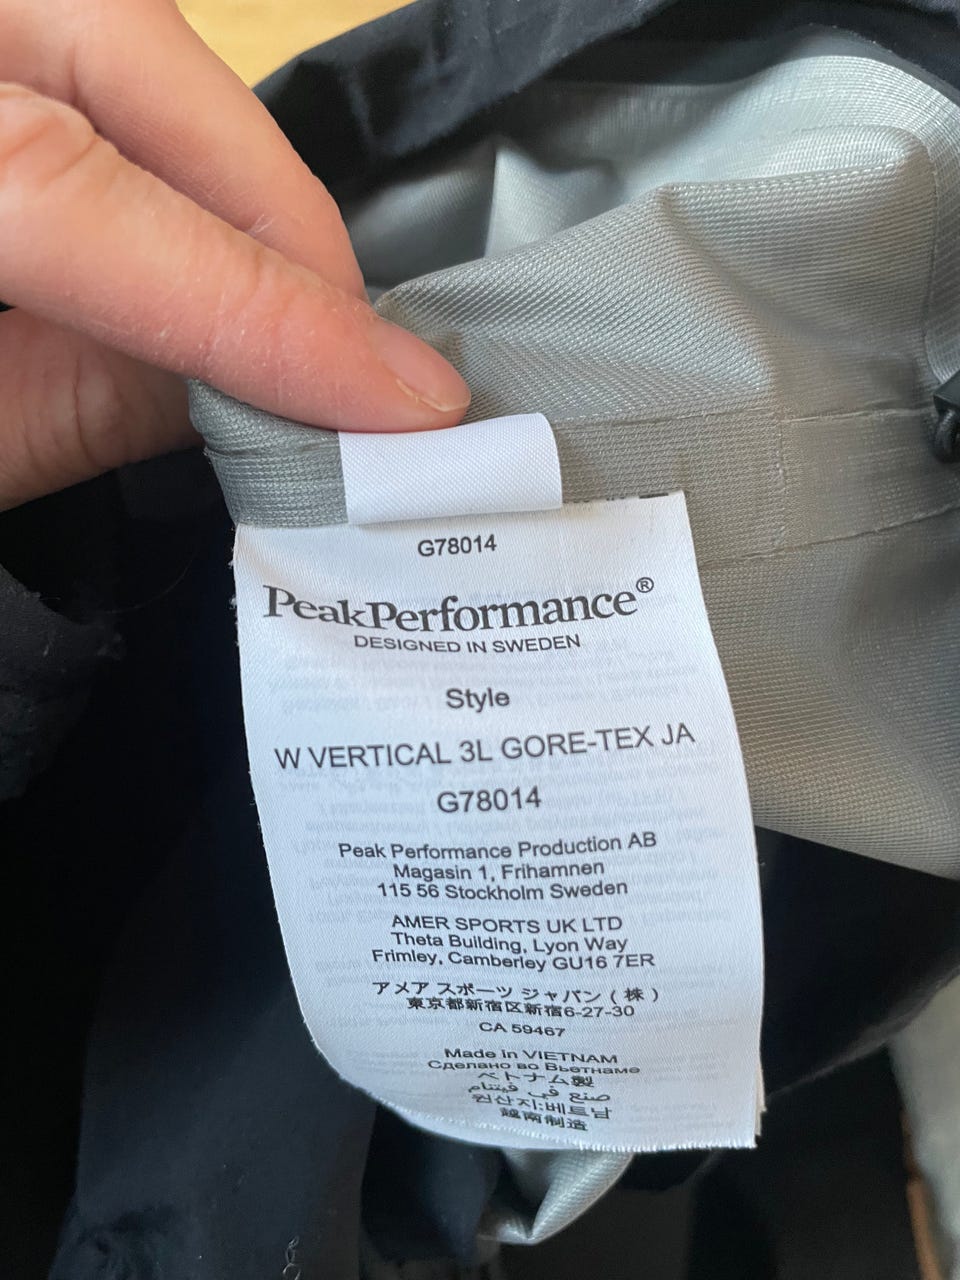 G78014
PeakPerformance®
DESIGNED IN SWEDEN
Style
W VERTICAL 3L GORE-TEX JA
G78014
Peak Performance Production AB
Magasin 1, Frihamnen
115 56 Stockholm Sweden
AMER SPORTS UK LTD
Theta Building, Lyon Way
Frimley, Camberley GU16 7ER
アメア スポーツ ジャパン ( 株 )
東京都新宿区新宿6-27-30
CA 59467
Made in VIETNAM
Сделано во Вьетнаме
ベトナム製
صنع في فيتنام
원산지:베트남
越南制造